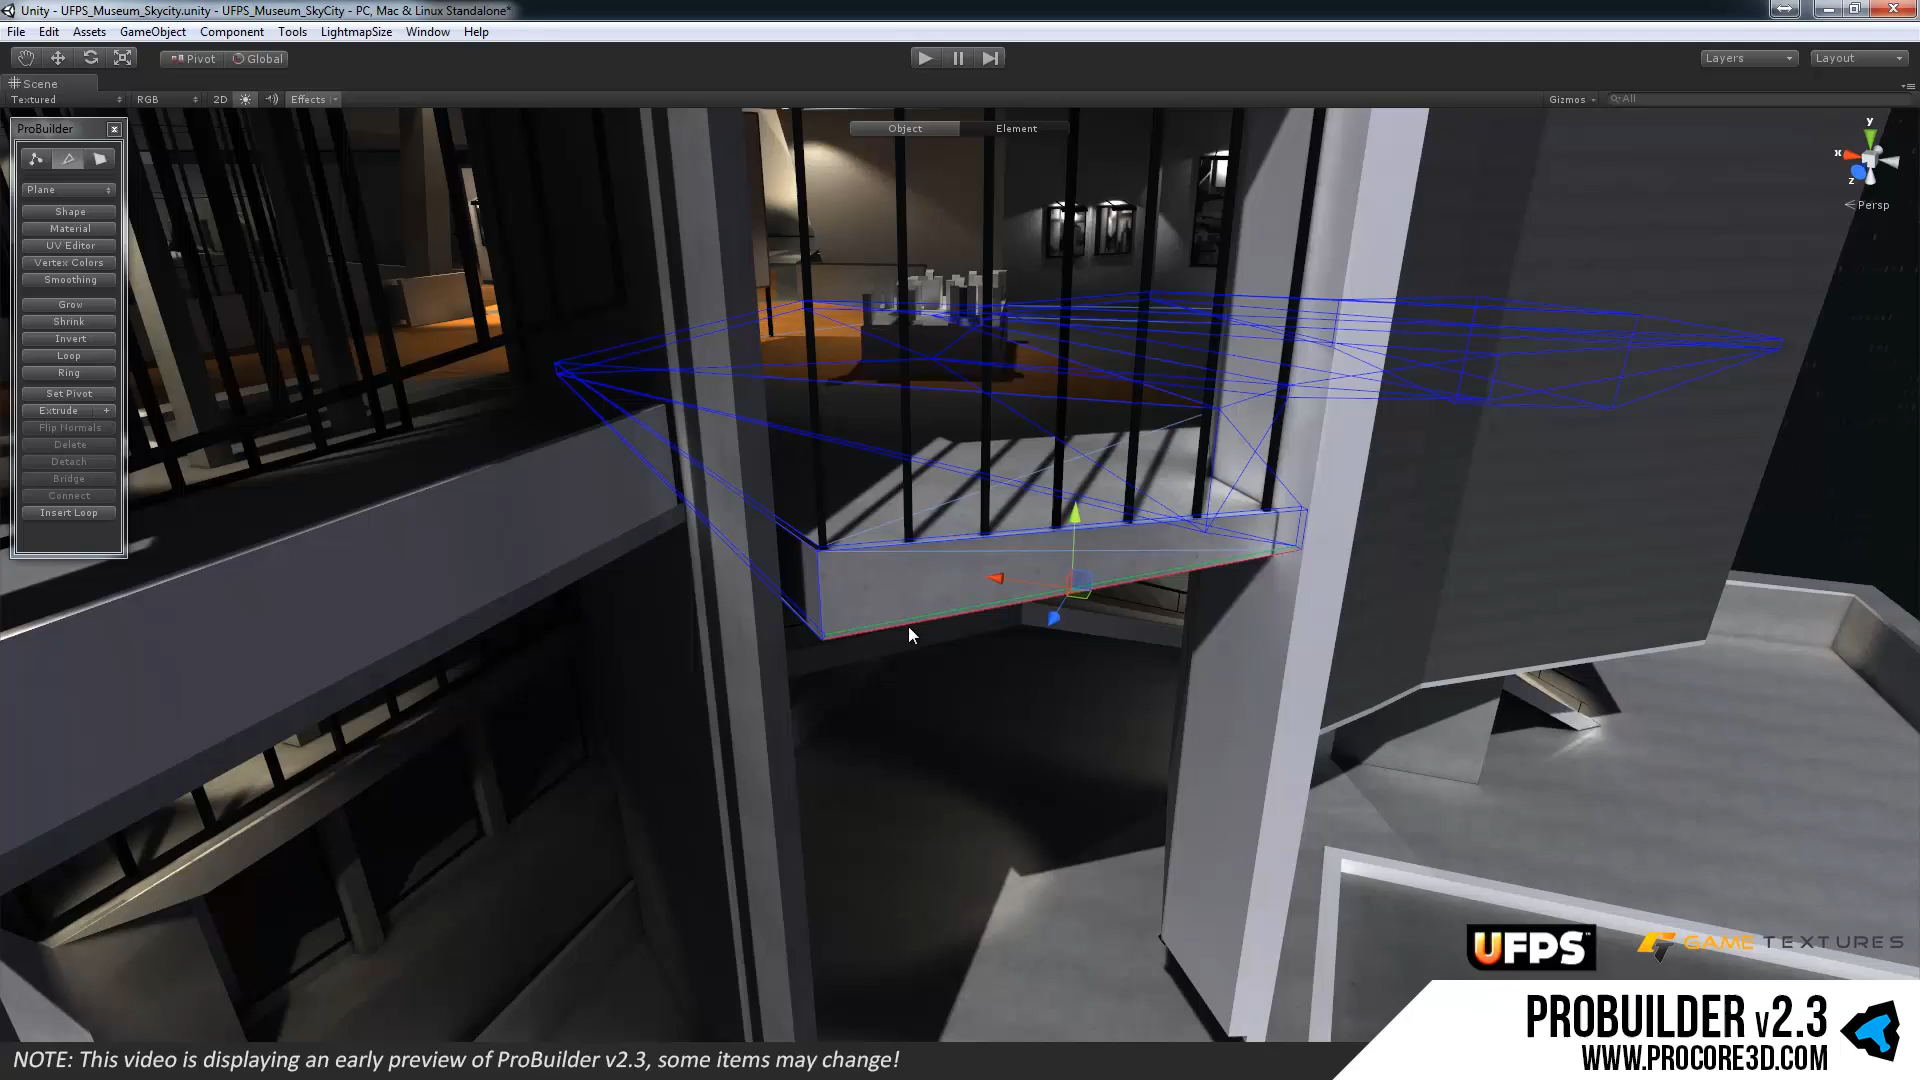 Unity - UFPS_Museum_Skycity.unity - UFPS_Museum_SkyCity - PC, Mac & Linux Standalone*
File Edit Assets GameObject Component Tools LightmapSize Window Help
Pivot Global Layers Layout
Scene
Textured RGB 2D Effects Gizmos All
ProBuilder
Object Element
y
x
z
Persp
Plane
Shape
Material
UV Editor
Vertex Colors
Smoothing
Grow
Shrink
Invert
Loop
Ring
Set Pivot
Extrude +
Flip Normals
Delete
Detach
Bridge
Connect
Insert Loop
UFPS™ GAME TEXTURES
PROBUILDER v2.3
WWW.PROCORE3D.COM
NOTE: This video is displaying an early preview of ProBuilder v2.3, some items may change!